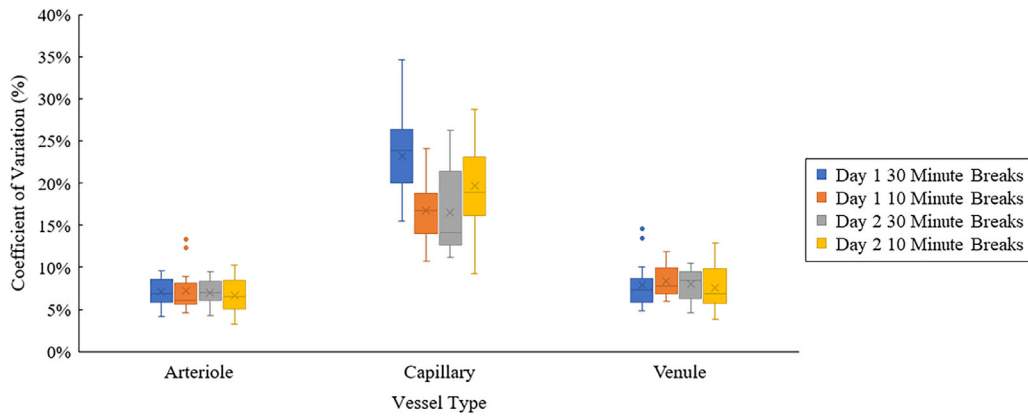 40%
35%
30%
25%
20%
15%
10%
5%
0%
Coefficient of Variation (%)
Arteriole
Capillary
Venule
Vessel Type
Day 1 30 Minute Breaks
Day 1 10 Minute Breaks
Day 2 30 Minute Breaks
Day 2 10 Minute Breaks